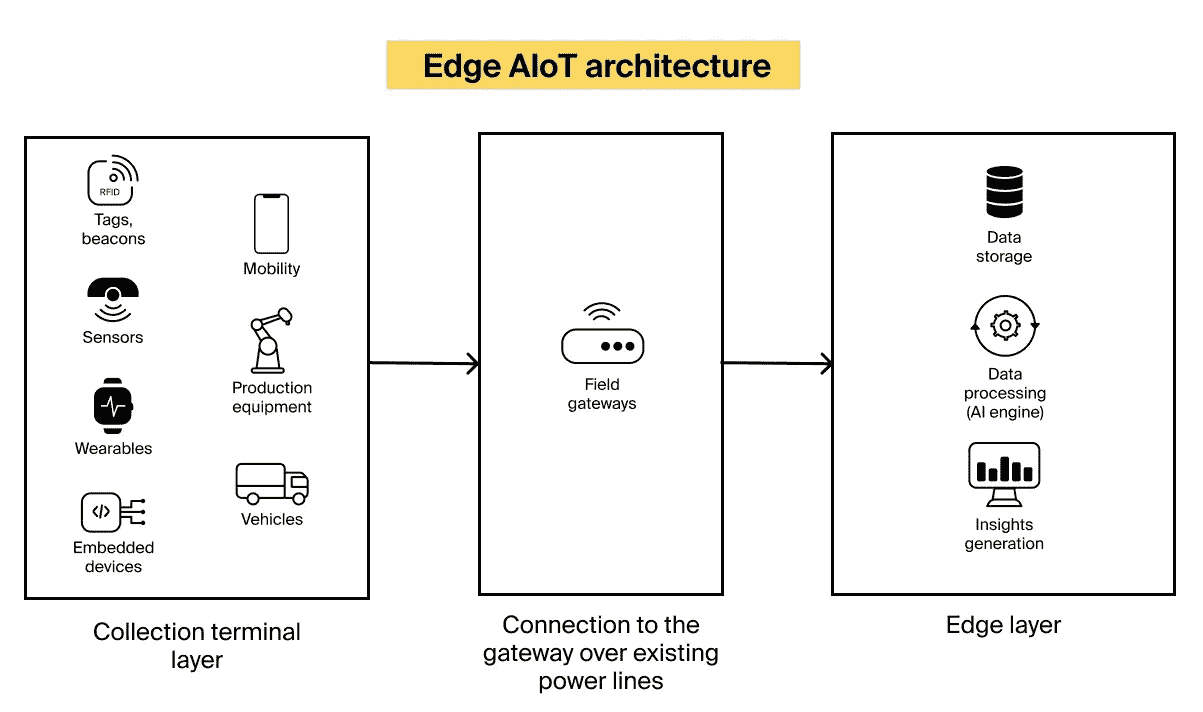 Edge AIoT architecture
RFID
Tags,
beacons
Sensors
Wearables
</>
Embedded
devices
Mobility
Production
equipment
Vehicles
Collection terminal
layer
Field
gateways
Connection to the
gateway over existing
power lines
Data
storage
Data
processing
(AI engine)
Insights
generation
Edge layer